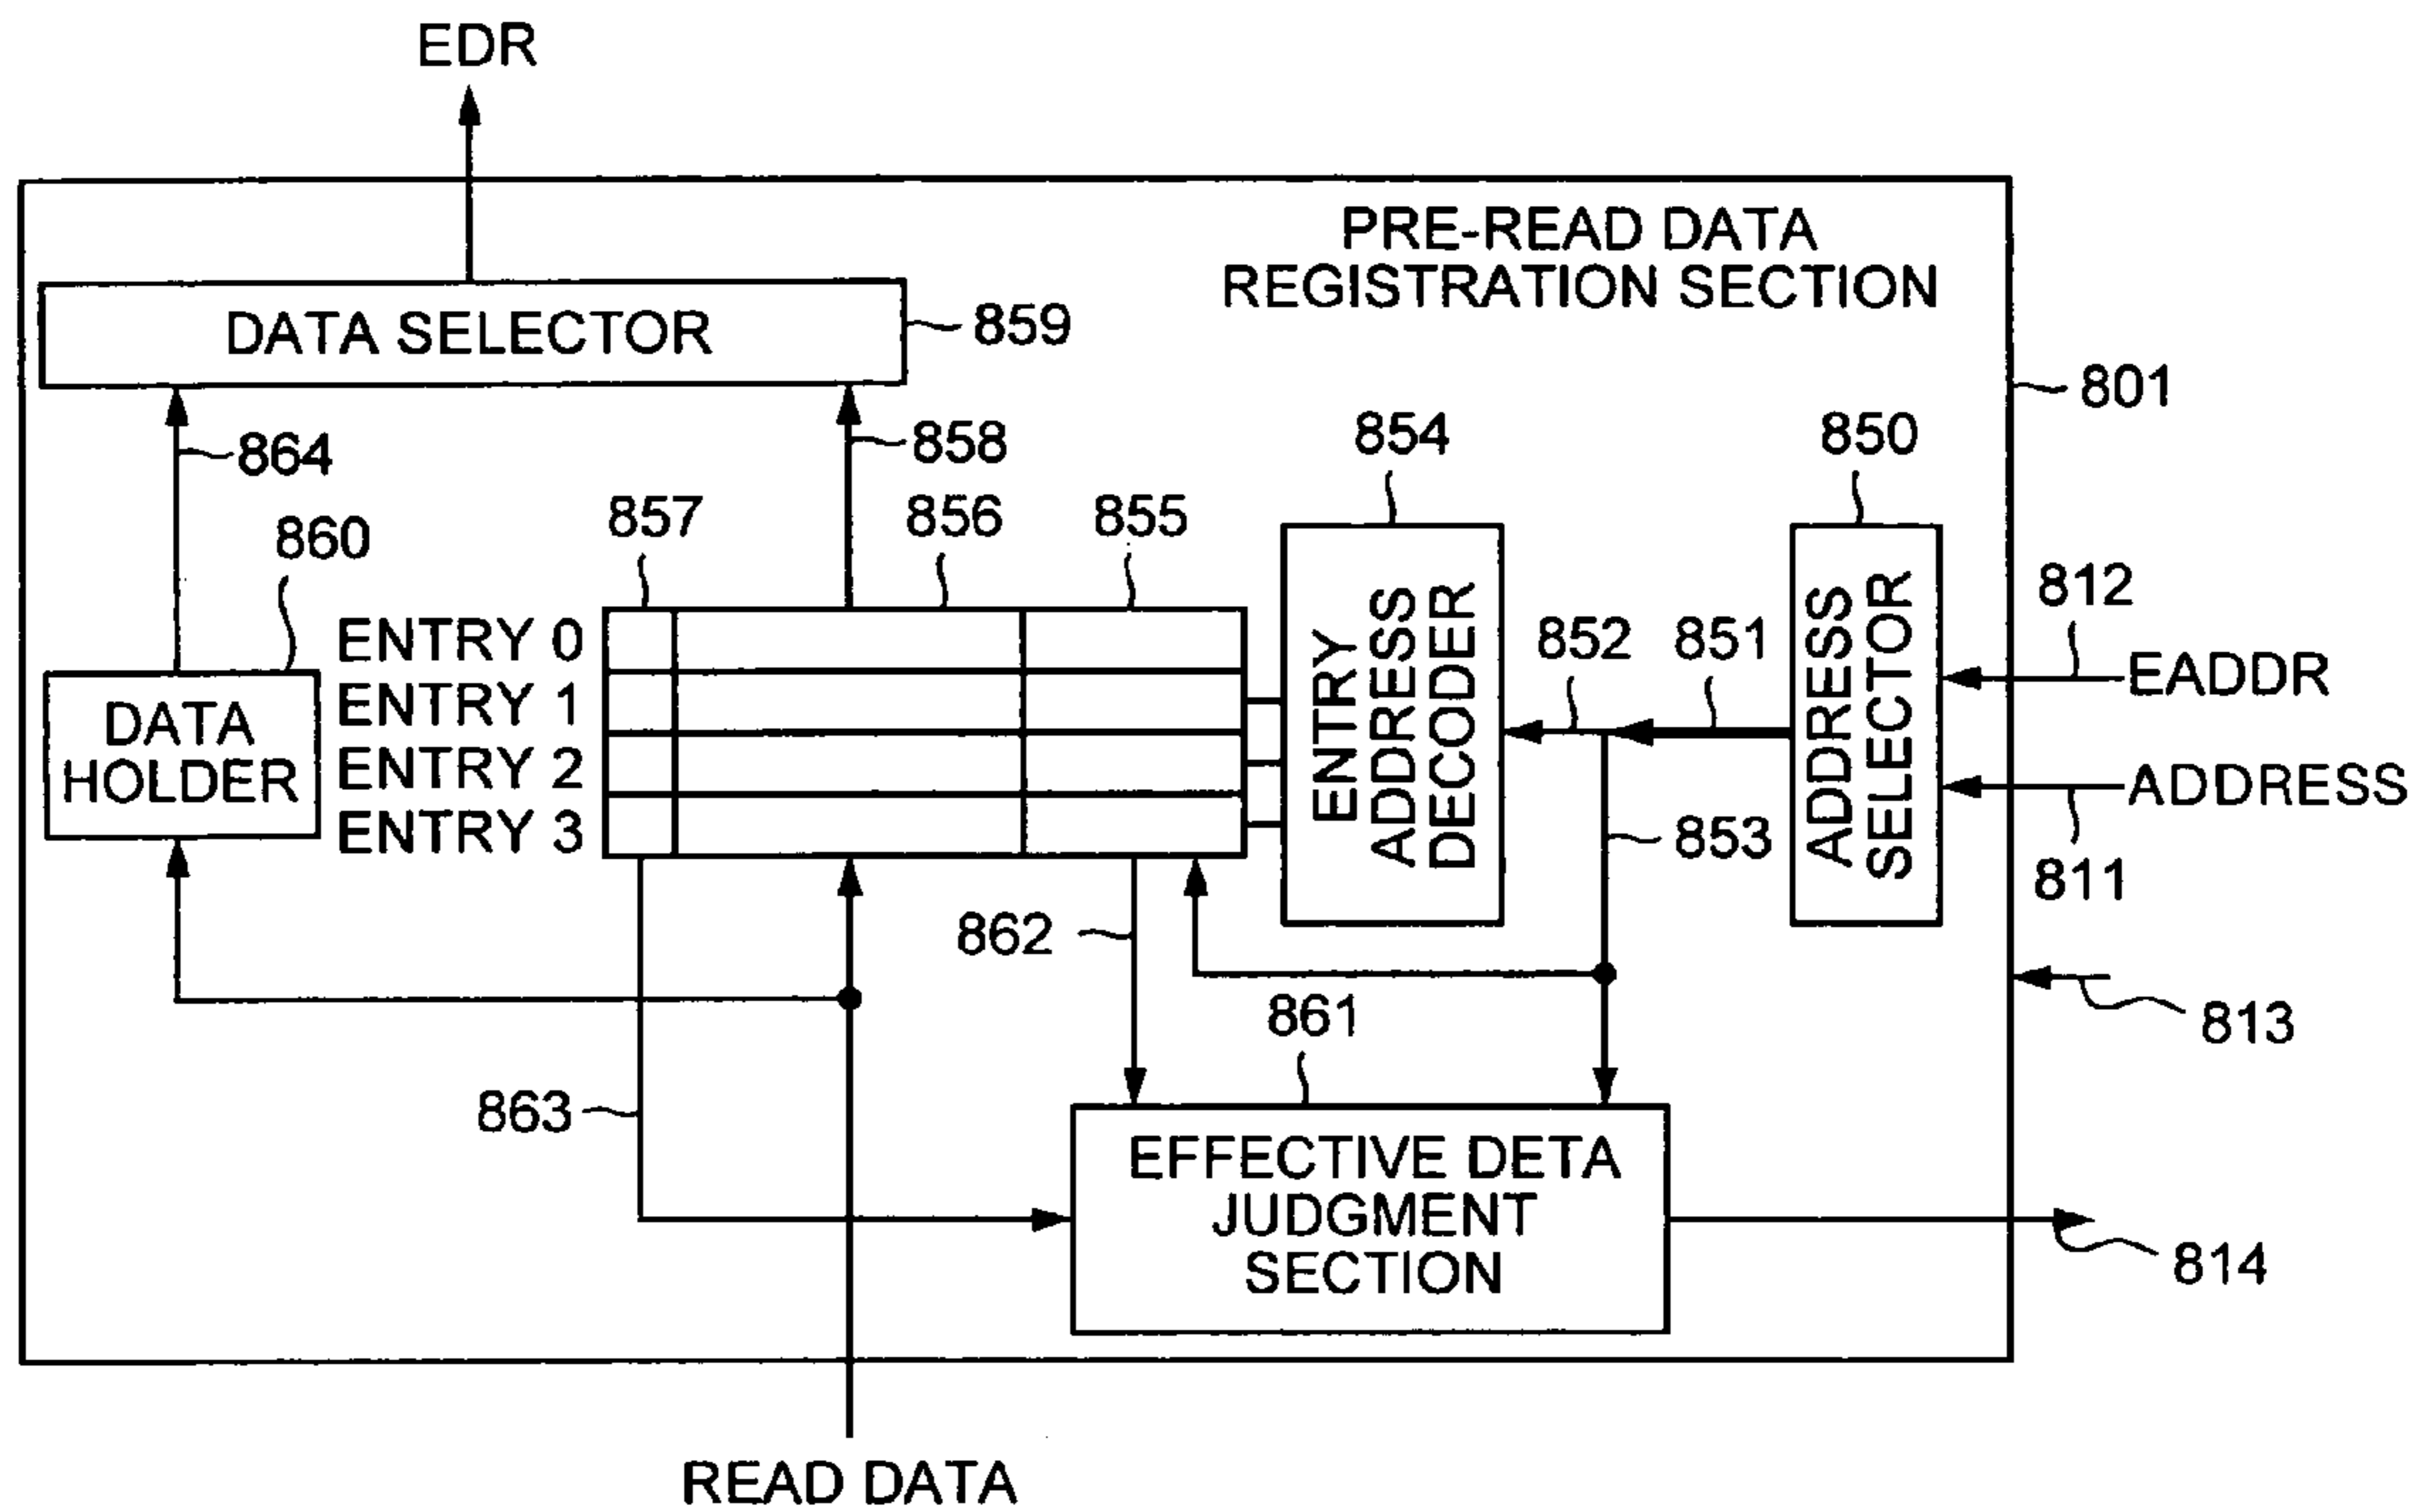 EDR
PRE-READ DATA
REGISTRATION SECTION
DATA SELECTOR
859
801
864
858
854
850
860
857
856
855
812
ENTRY 0
ENTRY 1
ENTRY 2
ENTRY 3
DATA
HOLDER
ENTRY
ADDRESS
DECODER
852
851
ADDRESS
SELECTOR
EADDR
ADDRESS
853
811
862
813
861
863
EFFECTIVE DETA
JUDGMENT
SECTION
814
READ DATA